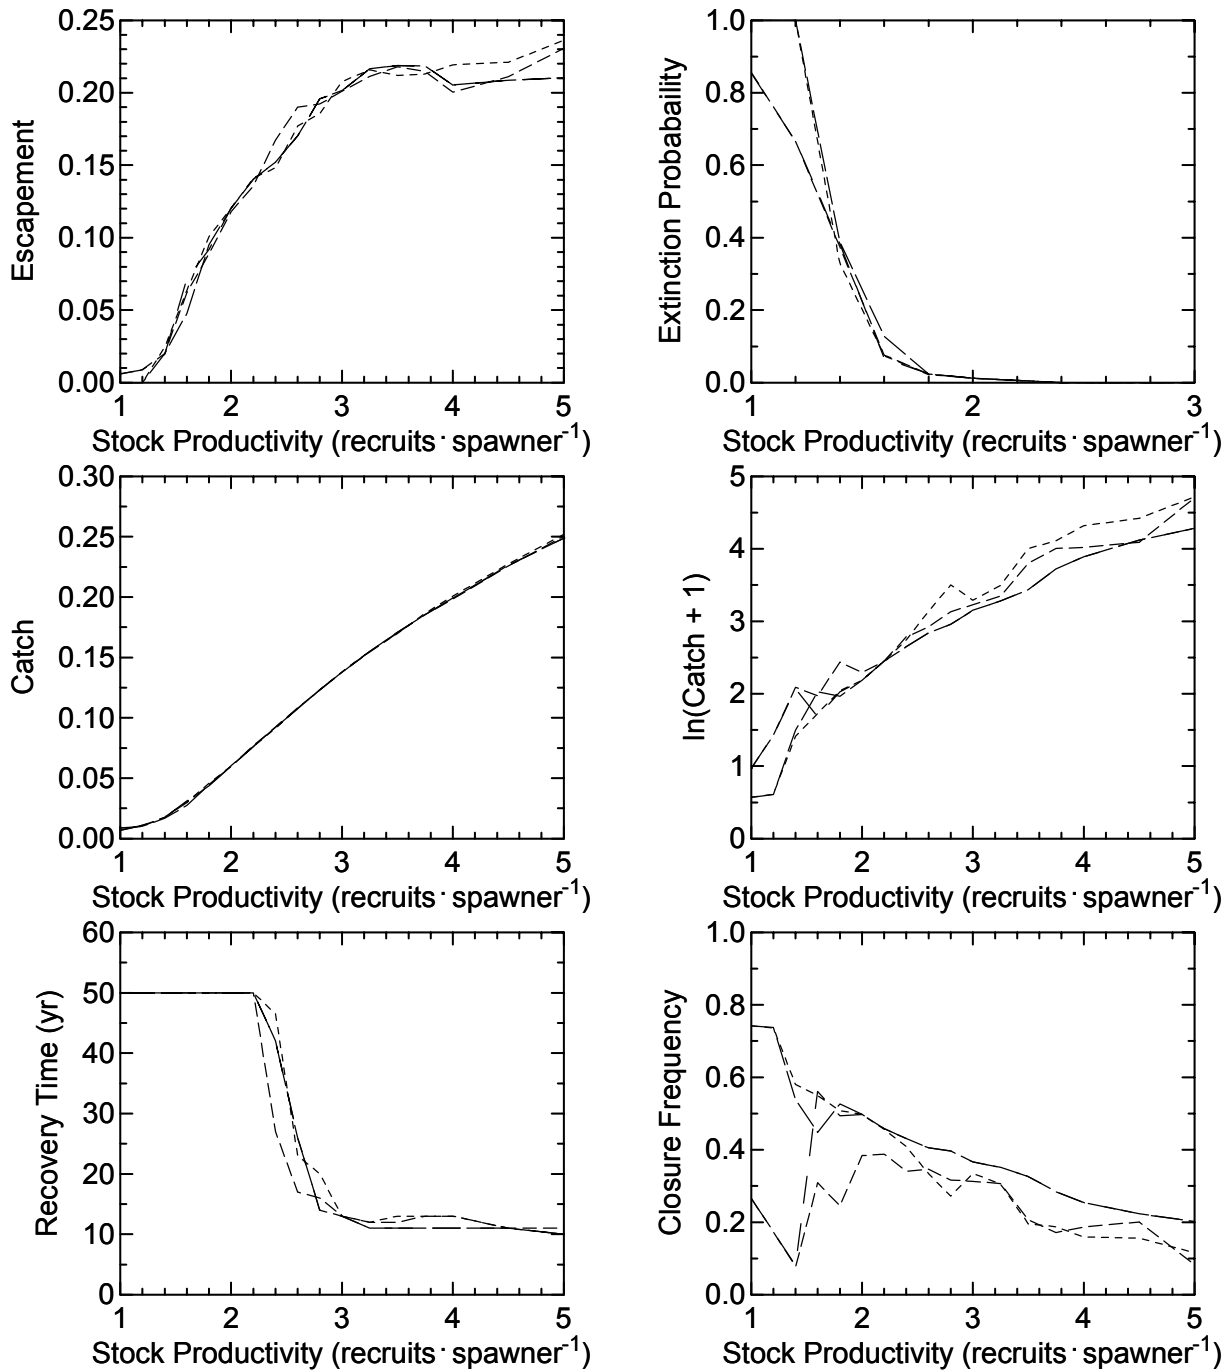 0.25
0.20
0.15
0.10
0.05
0.00
Escapement
1 2 3 4 5
Stock Productivity (recruits·spawner⁻¹)
1.0
0.8
0.6
0.4
0.2
0.0
Extinction Probabaility
1 2 3
Stock Productivity (recruits·spawner⁻¹)
0.30
0.25
0.20
0.15
0.10
0.05
0.00
Catch
1 2 3 4 5
Stock Productivity (recruits·spawner⁻¹)
5
4
3
2
1
0
ln(Catch + 1)
1 2 3 4 5
Stock Productivity (recruits·spawner⁻¹)
60
50
40
30
20
10
0
Recovery Time (yr)
1 2 3 4 5
Stock Productivity (recruits·spawner⁻¹)
1.0
0.8
0.6
0.4
0.2
0.0
Closure Frequency
1 2 3 4 5
Stock Productivity (recruits·spawner⁻¹)